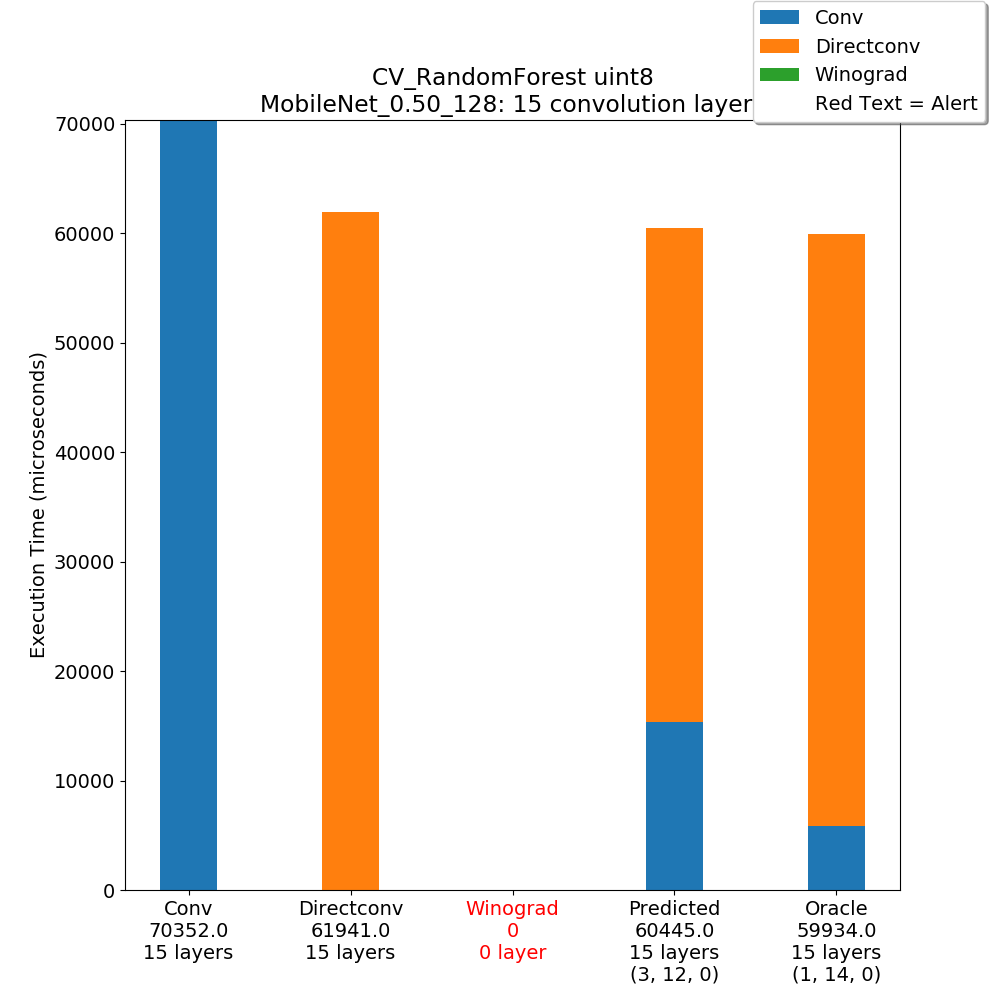 Conv
Directconv
Winograd
Red Text = Alert
CV_RandomForest uint8
MobileNet_0.50_128: 15 convolution layer
Execution Time (microseconds)
70000
60000
50000
40000
30000
20000
10000
0
Conv
70352.0
15 layers
Directconv
61941.0
15 layers
Winograd
0
0 layer
Predicted
60445.0
15 layers
(3, 12, 0)
Oracle
59934.0
15 layers
(1, 14, 0)